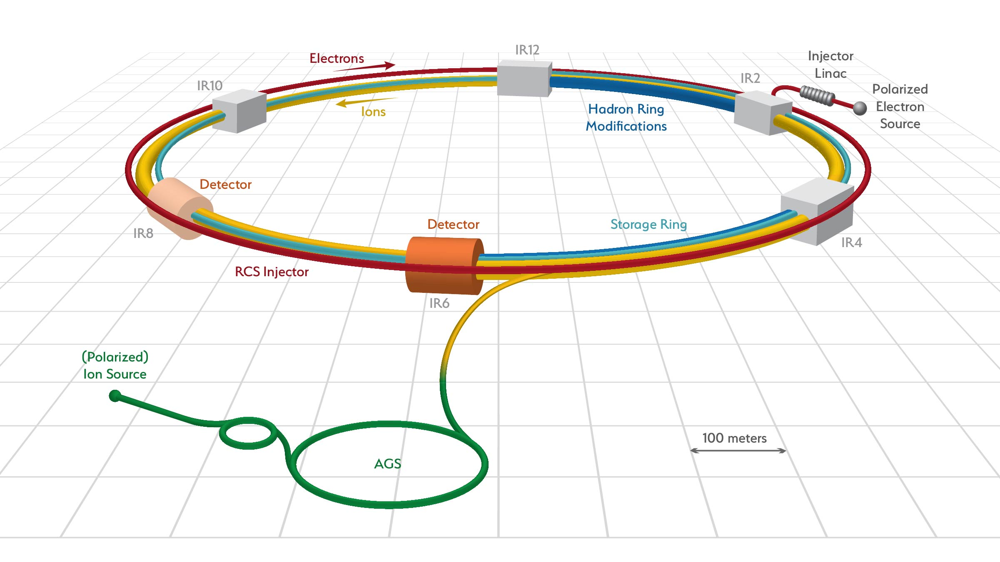 IR12
Electrons
Injector
Linac
IR2
IR10
Polarized
Electron
Source
Ions
Hadron Ring
Modifications
Detector
Detector
Storage Ring
IR8
IR4
RCS Injector
IR6
(Polarized)
Ion Source
100 meters
AGS